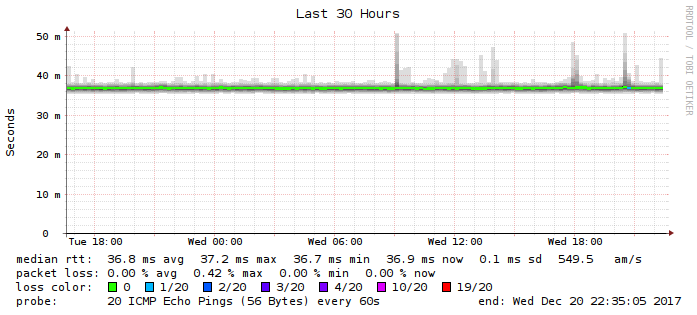 Last 30 Hours
RRDTOOL / TOBI OETIKER
Seconds
50 m
40 m
30 m
20 m
10 m
0
Tue 18:00 Wed 00:00 Wed 06:00 Wed 12:00 Wed 18:00
median rtt: 36.8 ms avg 37.2 ms max 36.7 ms min 36.9 ms now 0.1 ms sd 549.5 am/s
packet loss: 0.00 % avg 0.42 % max 0.00 % min 0.00 % now
loss color: 0 1/20 2/20 3/20 4/20 10/20 19/20
probe: 20 ICMP Echo Pings (56 Bytes) every 60s end: Wed Dec 20 22:35:05 2017